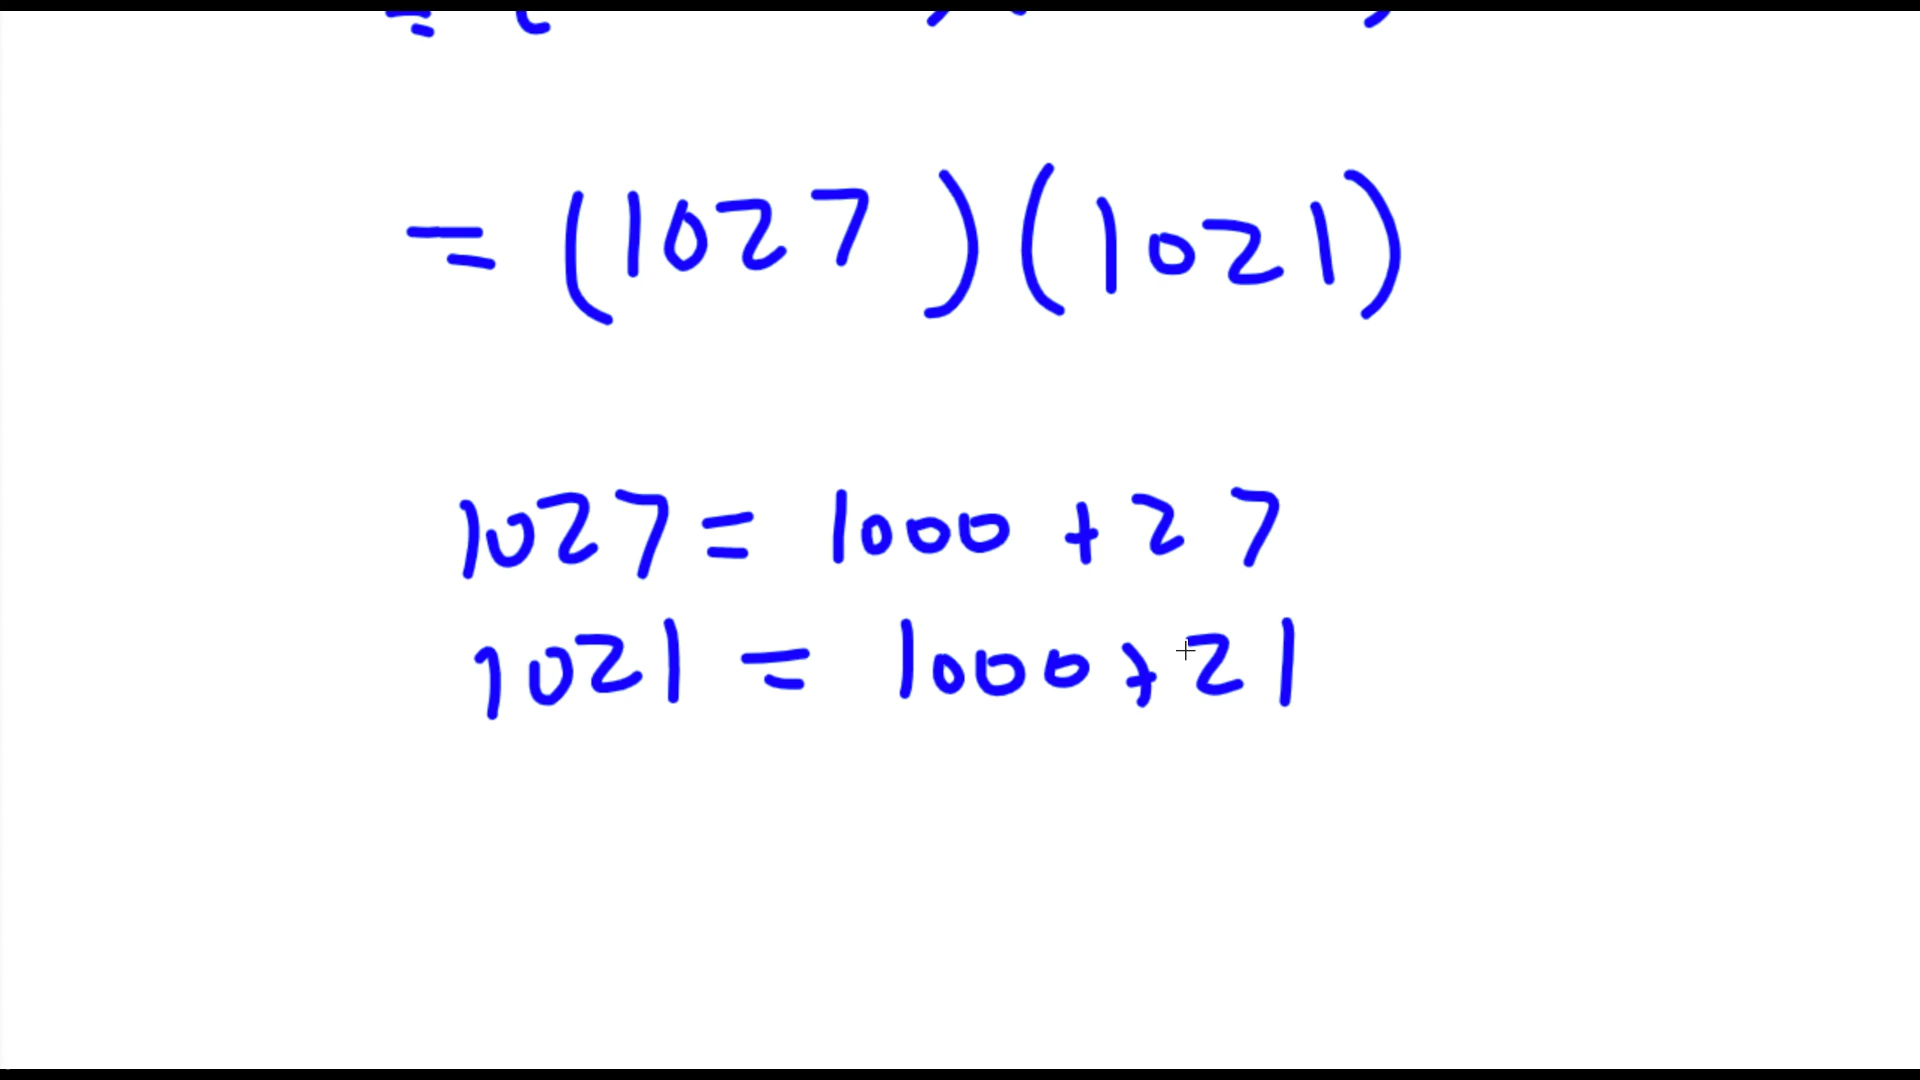 = (1027)(1021)
1027 = 1000 + 27
1021 = 1000 + 21